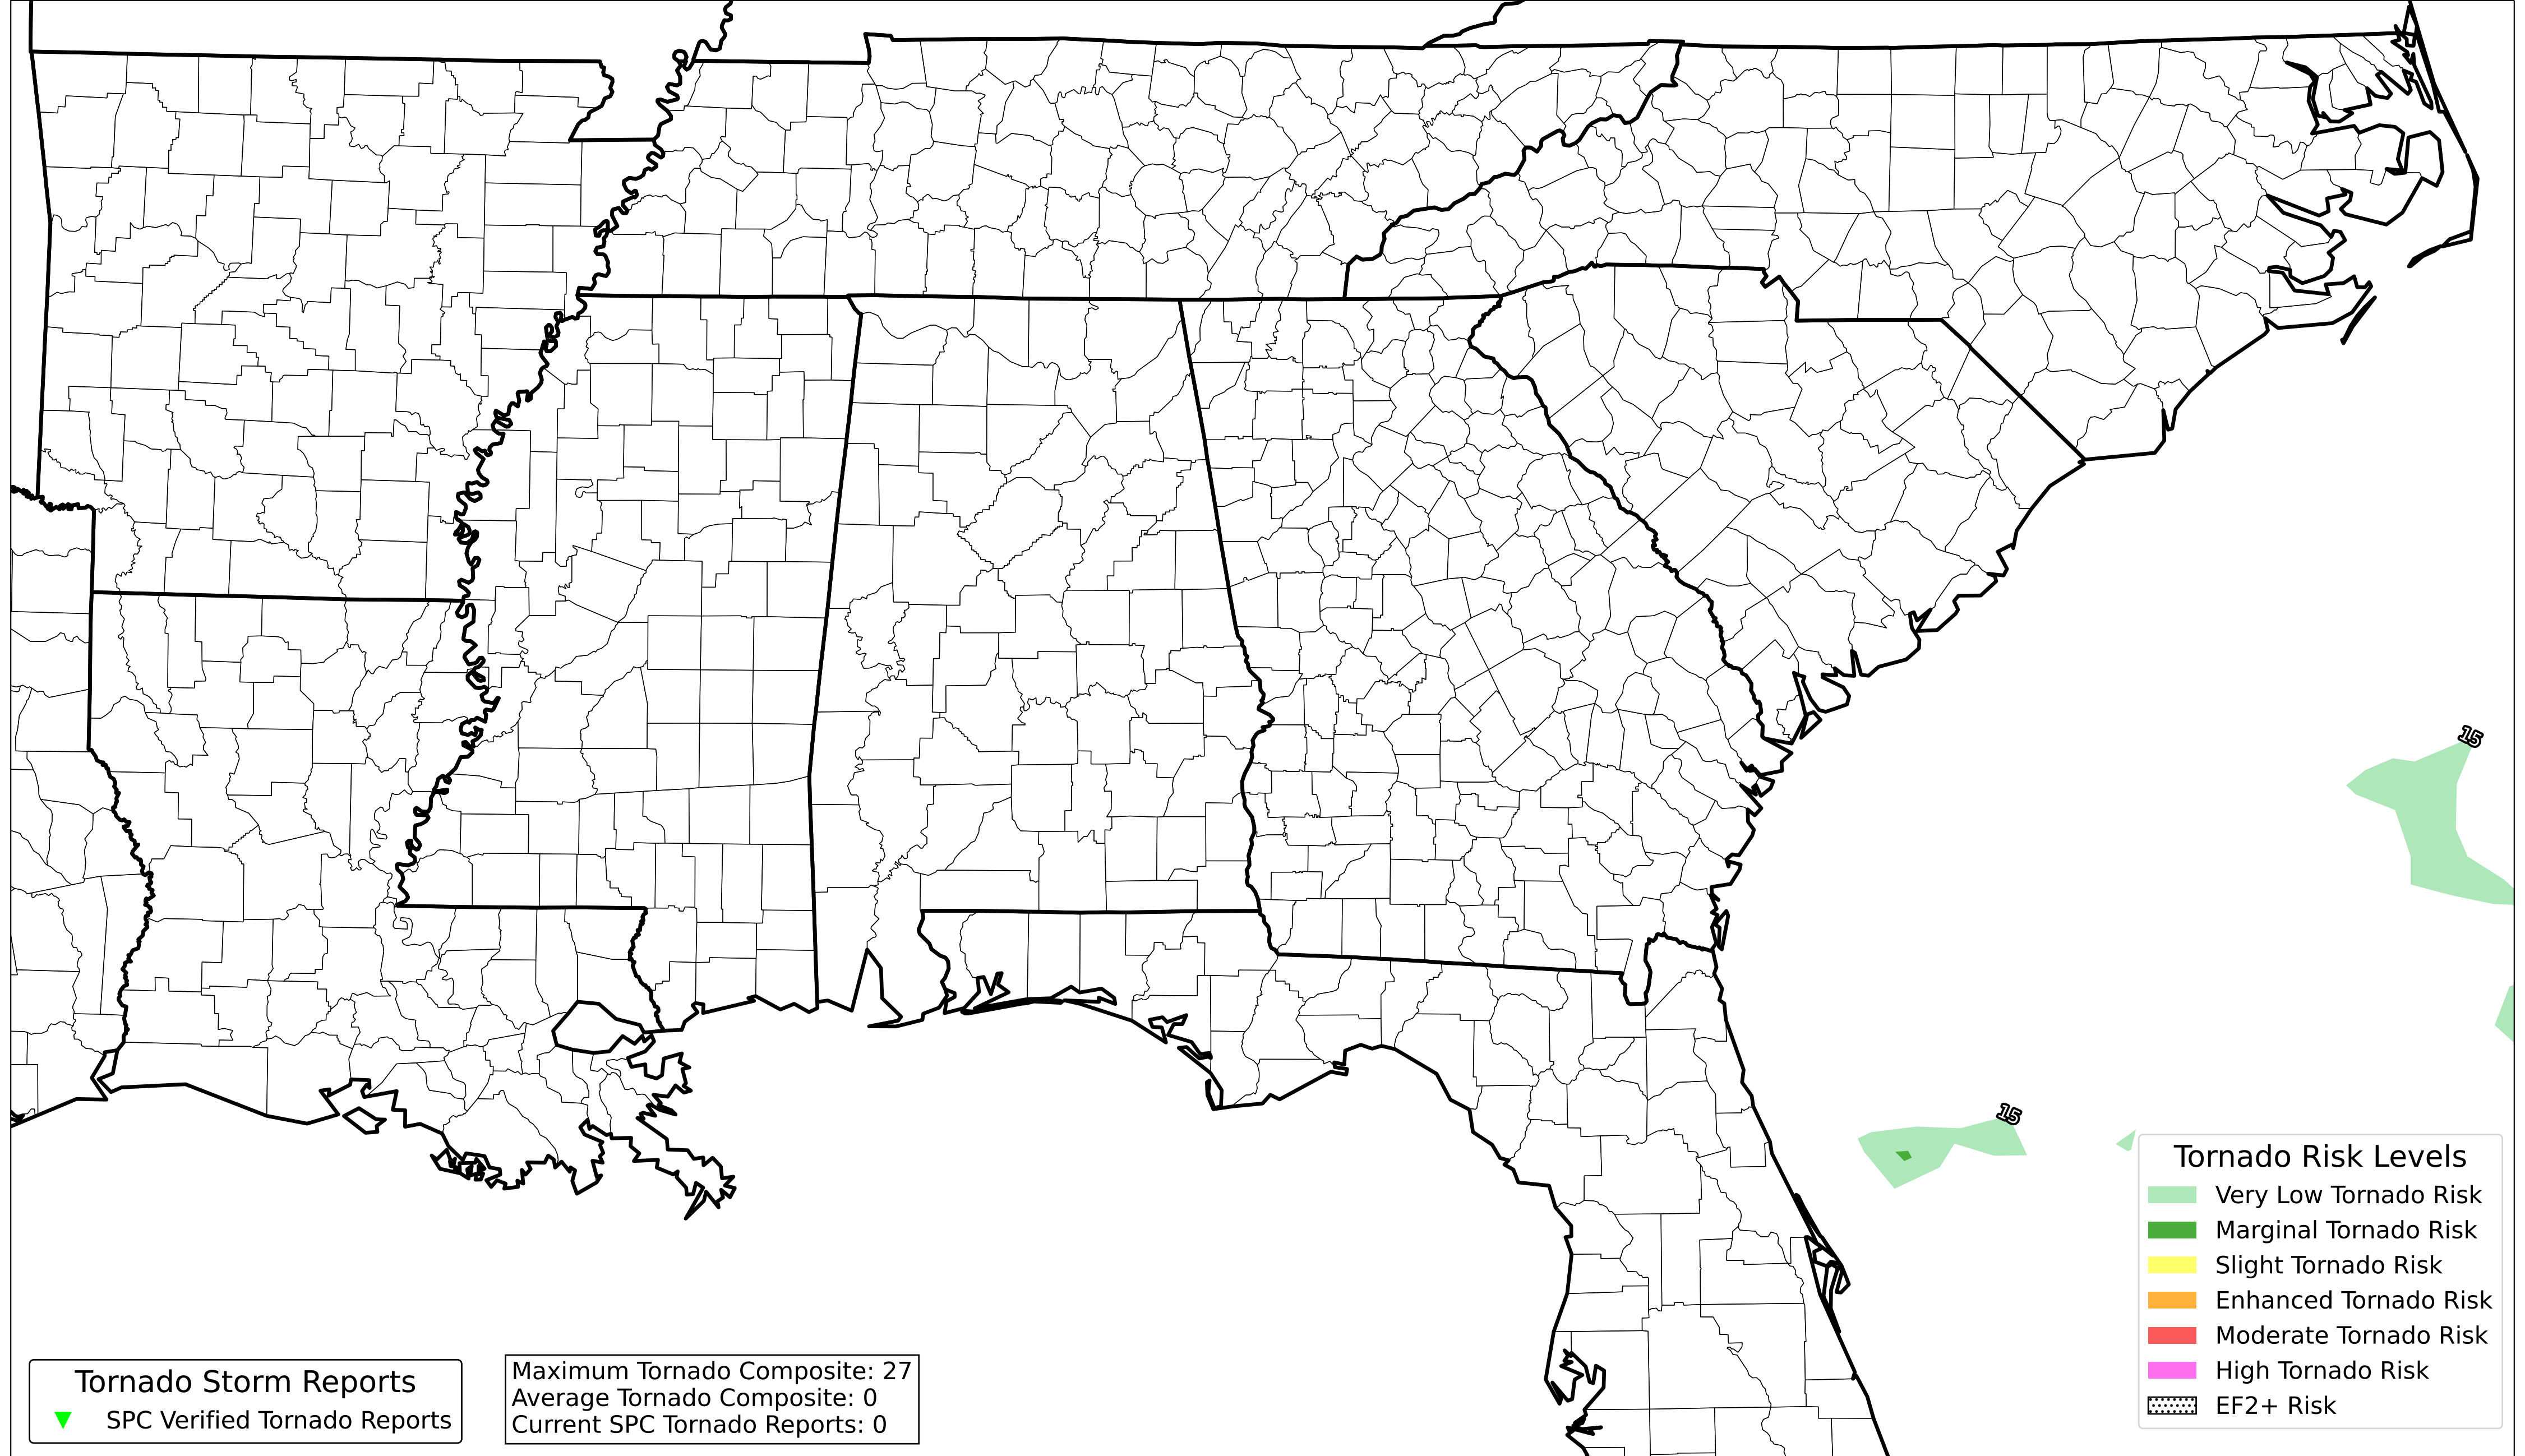 15
15
Tornado Risk Levels
Very Low Tornado Risk
Marginal Tornado Risk
Slight Tornado Risk
Enhanced Tornado Risk
Moderate Tornado Risk
High Tornado Risk
EF2+ Risk
Tornado Storm Reports
SPC Verified Tornado Reports
Maximum Tornado Composite: 27
Average Tornado Composite: 0
Current SPC Tornado Reports: 0